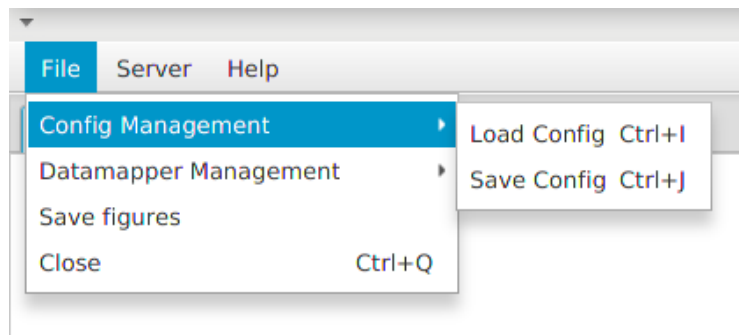 File Server Help
Config Management
Load Config Ctrl+I
Datamapper Management
Save Config Ctrl+J
Save figures
Close Ctrl+Q